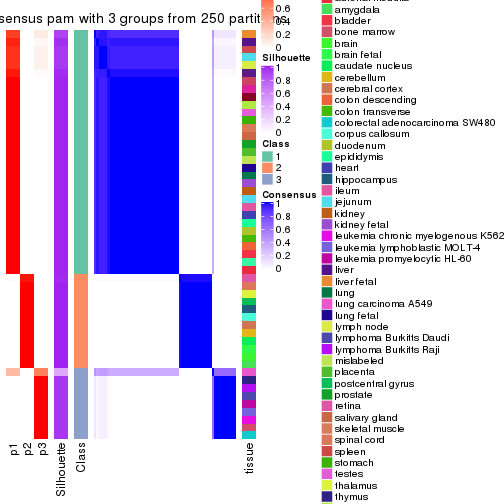 sensus pam with 3 groups from 250 partit
0.6
0.4
0.2
0
Silhouette
1
0.8
0.6
0.4
0.2
0
Class
1
2
3
Consensus
1
0.8
0.6
0.4
0.2
0
amygdala
bladder
bone marrow
brain
brain fetal
caudate nucleus
cerebellum
cerebral cortex
colon descending
colon transverse
colorectal adenocarcinoma SW480
corpus callosum
duodenum
epididymis
heart
hippocampus
ileum
jejunum
kidney
kidney fetal
leukemia chronic myelogenous K562
leukemia lymphoblastic MOLT-4
leukemia promyelocytic HL-60
liver
liver fetal
lung
lung carcinoma A549
lung fetal
lymph node
lymphoma Burkitts Daudi
lymphoma Burkitts Raji
mislabeled
placenta
postcentral gyrus
prostate
retina
salivary gland
skeletal muscle
spinal cord
spleen
stomach
testes
thalamus
thymus
p1
p2
p3
Silhouette
Class
tissue